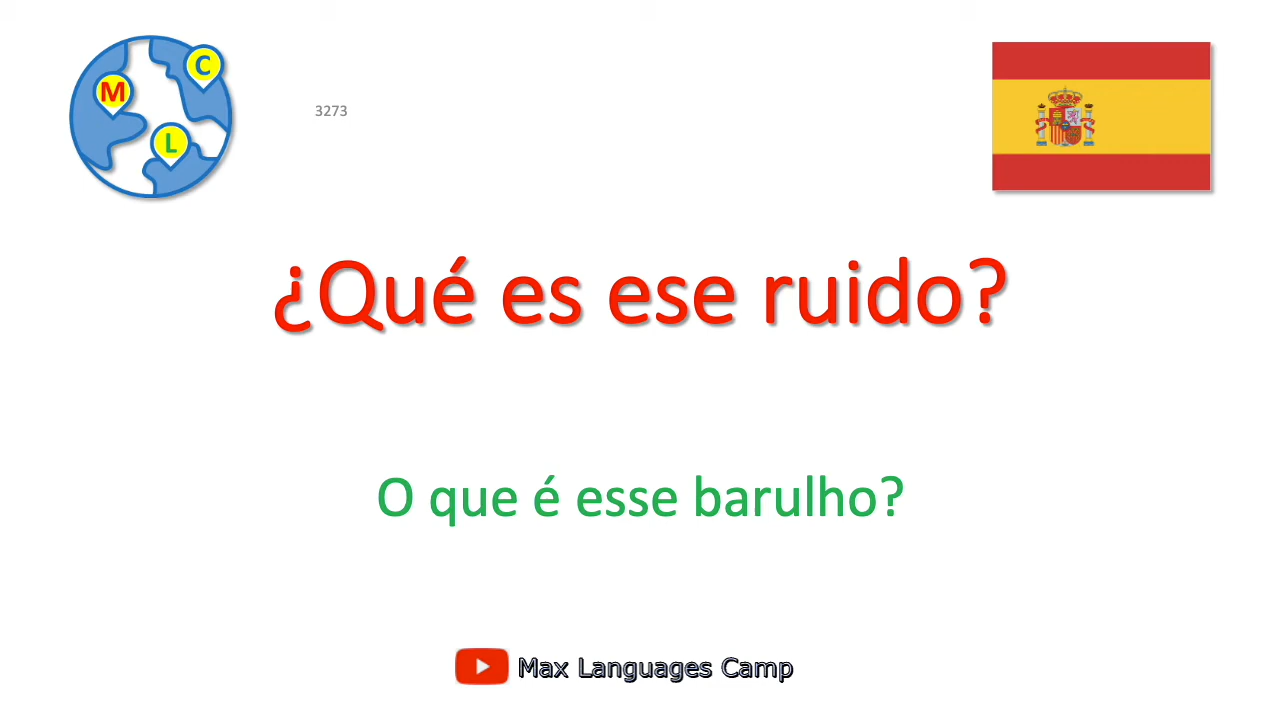 M
C
L
3273
¿Qué es ese ruido?
O que é esse barulho?
Max Languages Camp